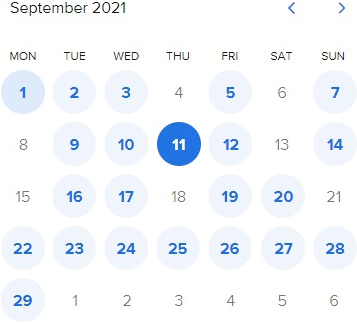 September 2021
MON TUE WED THU FRI SAT SUN
1 2 3 4 5 6 7
8 9 10 11 12 13 14
15 16 17 18 19 20 21
22 23 24 25 26 27 28
29 1 2 3 4 5 6